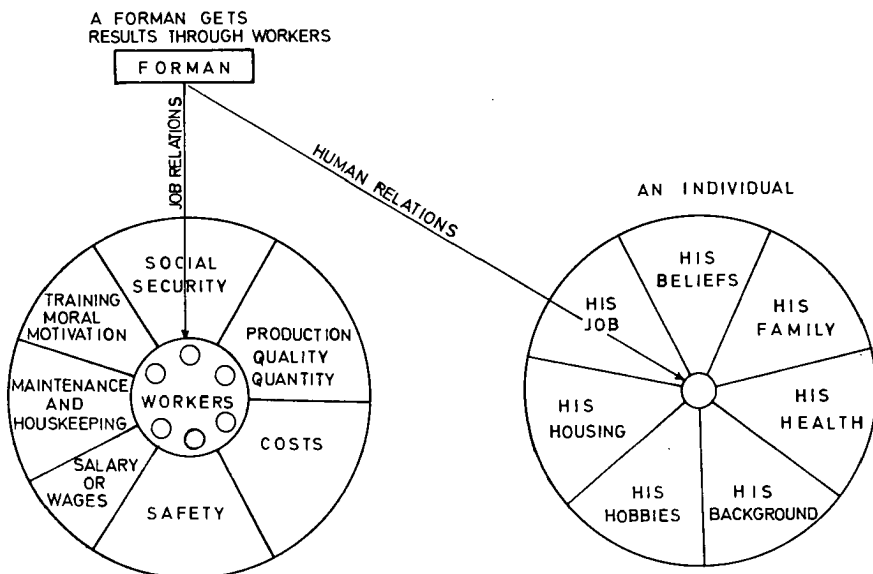 A FORMAN GETS
RESULTS THROUGH WORKERS
FORMAN
JOB RELATIONS
HUMAN RELATIONS
AN INDIVIDUAL
SOCIAL
SECURITY
TRAINING
MORAL
MOTIVATION
PRODUCTION
QUALITY
QUANTITY
MAINTENANCE
AND
HOUSKEEPING
WORKERS
COSTS
SALARY
OR
WAGES
SAFETY
HIS
BELIEFS
HIS
JOB
HIS
FAMILY
HIS
HOUSING
HIS
HEALTH
HIS
HOBBIES
HIS
BACKGROUND